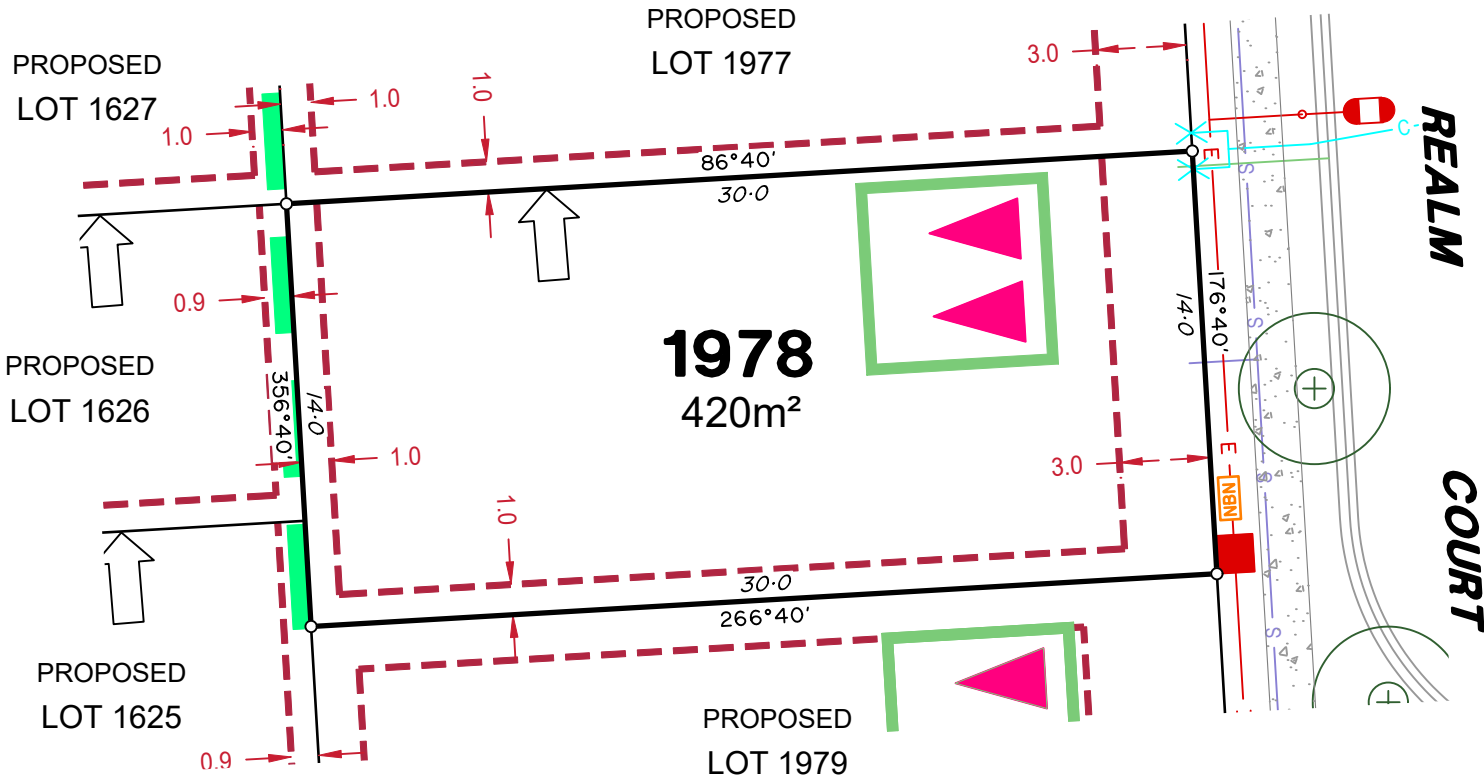 PROPOSED
LOT 1977
PROPOSED
LOT 1627
3.0
1.0
1.0
1.0
86°40'
30·0
C
E
S
REALM
0.9
PROPOSED
LOT 1626
1978
420m²
14·0
176°40'
S
356°40'
14·0
1.0
3.0
E
S
NBN
COURT
1.0
30·0
266°40'
S
PROPOSED
LOT 1625
PROPOSED
LOT 1979
0.9